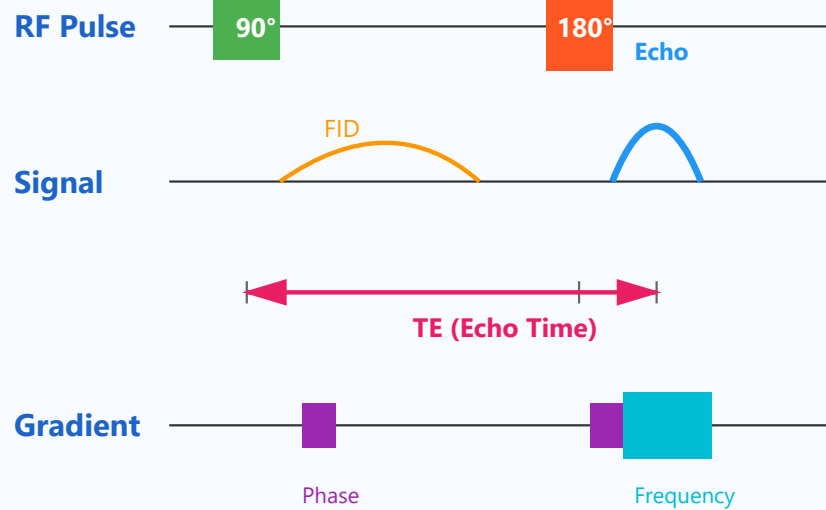 RF Pulse
90°
180°
Echo
FID
Signal
TE (Echo Time)
Gradient
Phase
Frequency